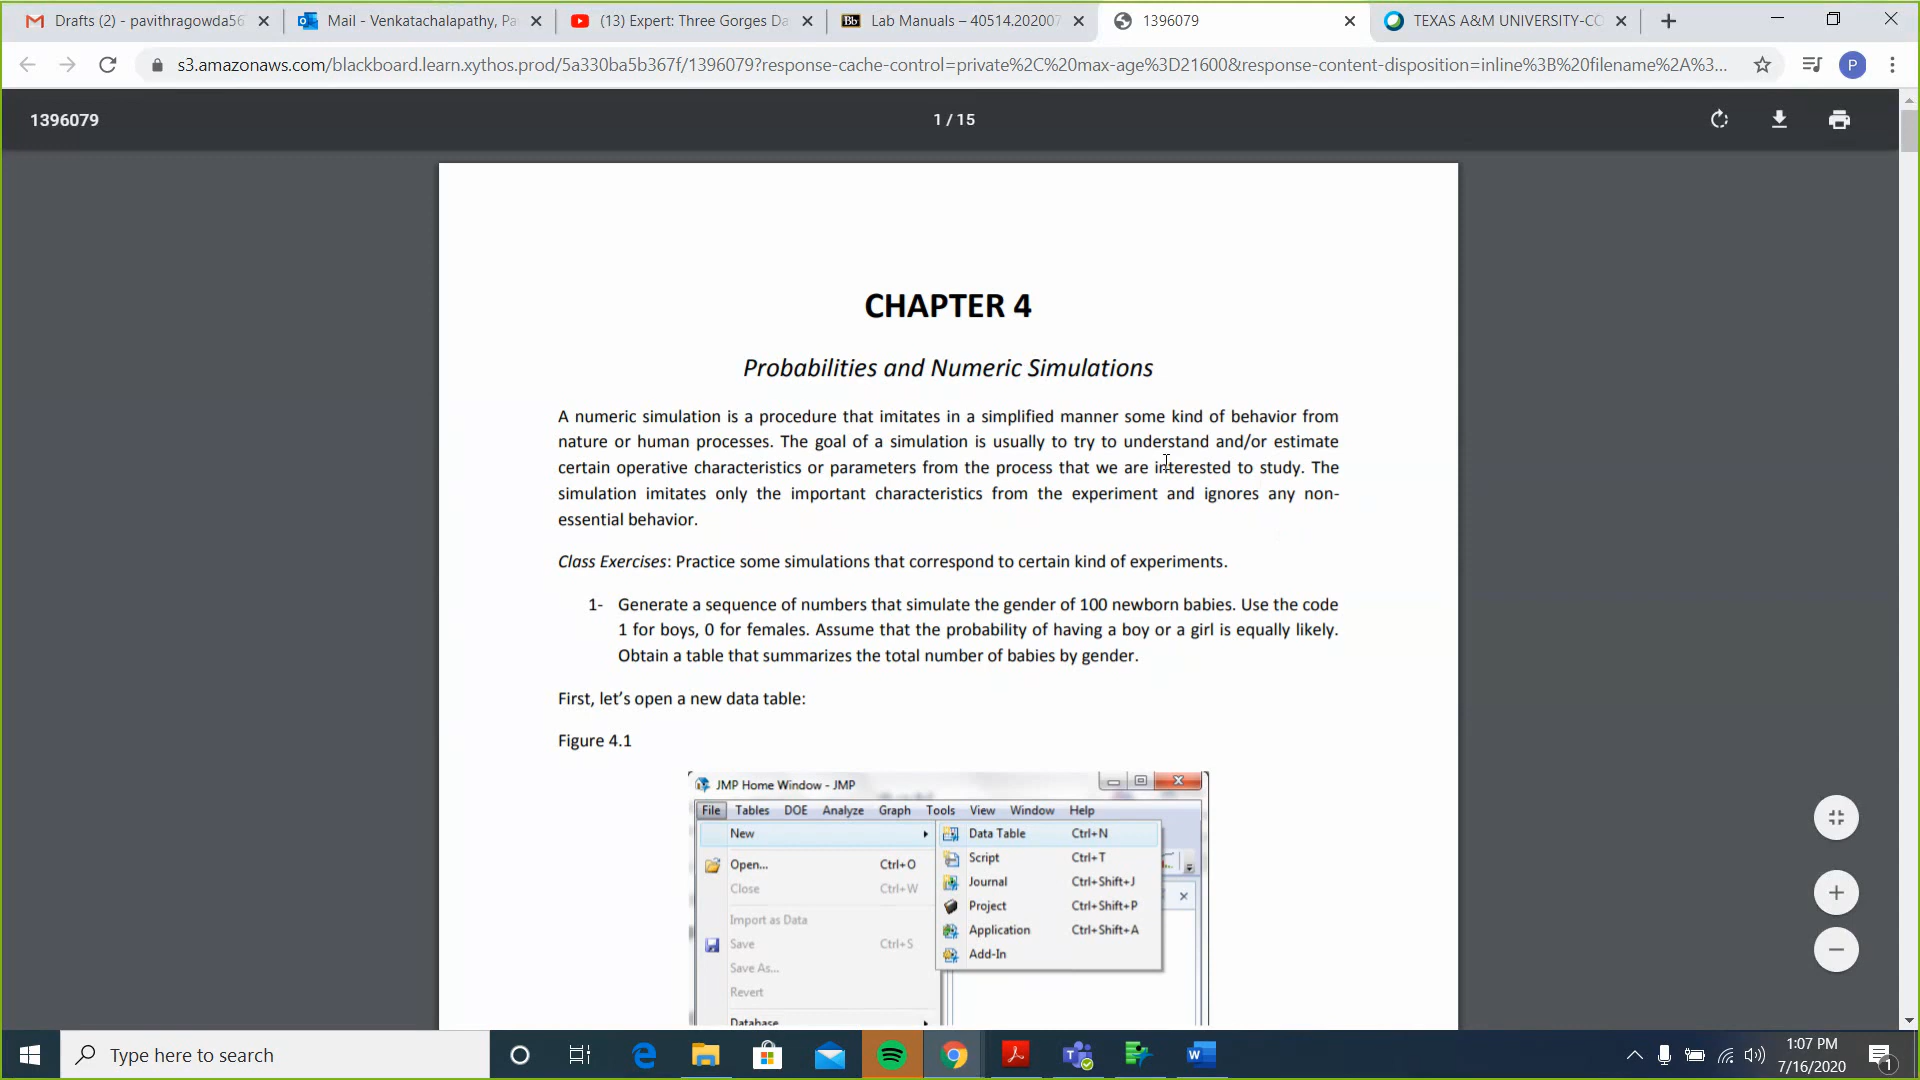 Drafts (2) - pavithragowda56
Mail - Venkatachalapathy, Pa
(13) Expert: Three Gorges Da
Bb Lab Manuals – 40514.202007
1396079
TEXAS A&M UNIVERSITY-CO
s3.amazonaws.com/blackboard.learn.xythos.prod/5a330ba5b367f/1396079?response-cache-control=private%2C%20max-age%3D21600&response-content-disposition=inline%3B%20filename%2A%3...
P
1396079
1 / 15
CHAPTER 4
Probabilities and Numeric Simulations
A numeric simulation is a procedure that imitates in a simplified manner some kind of behavior from
nature or human processes. The goal of a simulation is usually to try to understand and/or estimate
certain operative characteristics or parameters from the process that we are interested to study. The
simulation imitates only the important characteristics from the experiment and ignores any non-
essential behavior.
Class Exercises: Practice some simulations that correspond to certain kind of experiments.
1- Generate a sequence of numbers that simulate the gender of 100 newborn babies. Use the code
1 for boys, 0 for females. Assume that the probability of having a boy or a girl is equally likely.
Obtain a table that summarizes the total number of babies by gender.
First, let's open a new data table:
Figure 4.1
JMP Home Window - JMP
File Tables DOE Analyze Graph Tools View Window Help
New
Data Table Ctrl+N
Script Ctrl+T
Journal Ctrl+Shift+J
Project Ctrl+Shift+P
Application Ctrl+Shift+A
Add-In
Open... Ctrl+O
Close Ctrl+W
Import as Data
Save Ctrl+S
Save As...
Revert
Database
Type here to search
1:07 PM
7/16/2020
1